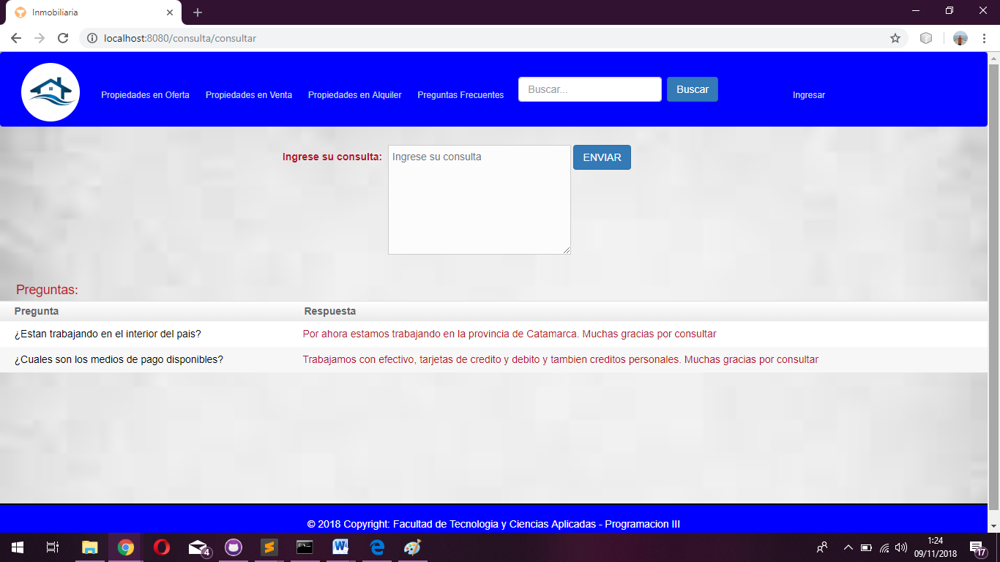 Inmobiliaria
localhost:8080/consulta/consultar
Propiedades en Oferta Propiedades en Venta Propiedades en Alquiler Preguntas Frecuentes Buscar... Buscar Ingresar
Ingrese su consulta: Ingrese su consulta ENVIAR
Preguntas:
Pregunta Respuesta
¿Estan trabajando en el interior del pais? Por ahora estamos trabajando en la provincia de Catamarca. Muchas gracias por consultar
¿Cuales son los medios de pago disponibles? Trabajamos con efectivo, tarjetas de credito y debito y tambien creditos personales. Muchas gracias por consultar
© 2018 Copyright: Facultad de Tecnologia y Ciencias Aplicadas - Programacion III
4
1:24
09/11/2018
17